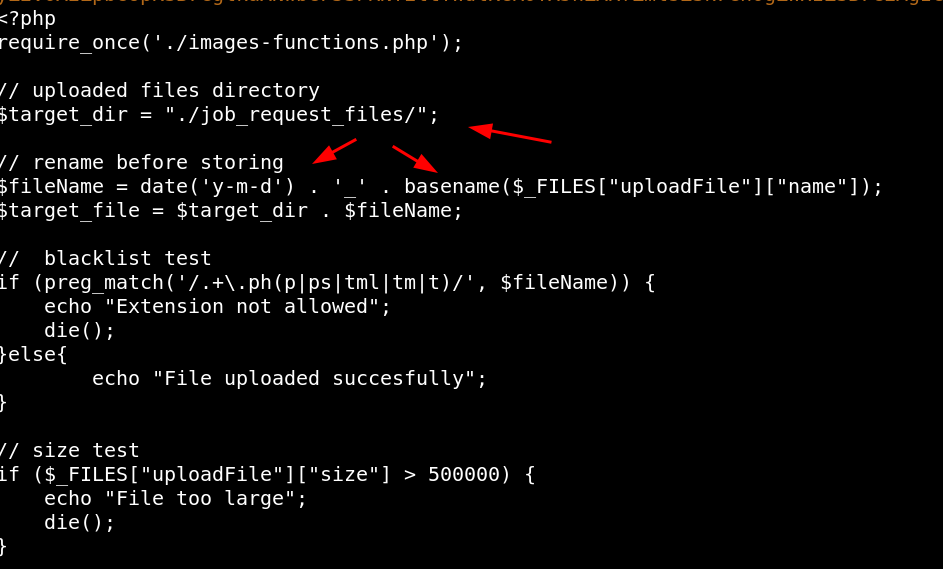 <?php
require_once('./images-functions.php');
// uploaded files directory
$target_dir = "./job_request_files/";
// rename before storing
$fileName = date('y-m-d') . '_' . basename($_FILES["uploadFile"]["name"]);
$target_file = $target_dir . $fileName;
//  blacklist test
if (preg_match('/.+\.ph(p|ps|tml|tm|t)/', $fileName)) {
    echo "Extension not allowed";
    die();
}else{
        echo "File uploaded succesfully";
}
// size test
if ($_FILES["uploadFile"]["size"] > 500000) {
    echo "File too large";
    die();
}